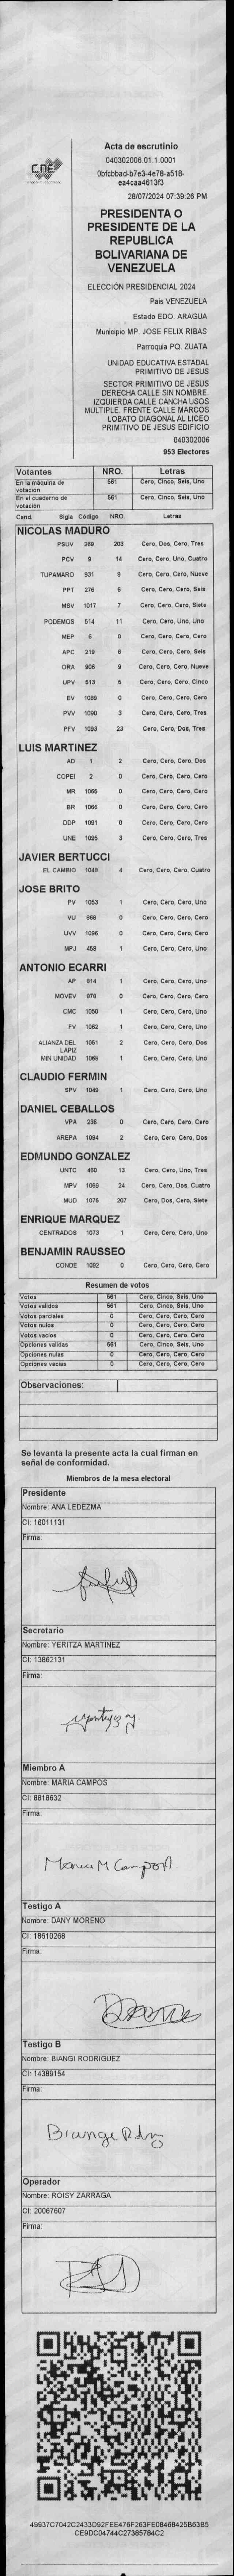 CNE
Acta de escrutinio
040302006.01.1.0001
0bfcbbad-b7e3-4e78-a518-
ea4caa4613f3
28/07/2024 07:39:26 PM
PRESIDENTA O
PRESIDENTE DE LA
REPUBLICA
BOLIVARIANA DE
VENEZUELA
ELECCIÓN PRESIDENCIAL 2024
Pais VENEZUELA
Estado EDO. ARAGUA
Municipio MP. JOSE FELIX RIBAS
Parroquia PQ. ZUATA
UNIDAD EDUCATIVA ESTADAL
PRIMITIVO DE JESUS
SECTOR PRIMITIVO DE JESUS
DERECHA CALLE SIN NOMBRE.
IZQUIERDA CALLE CANCHA USOS
MULTIPLE. FRENTE CALLE MARCOS
LOBATO DIAGONAL AL LICEO
PRIMITIVO DE JESUS EDIFICIO
040302006
953 Electores
Votantes NRO. Letras
En la máquina de votación 561 Cero, Cinco, Seis, Uno
En el cuaderno de votación 561 Cero, Cinco, Seis, Uno
Cand. Sigla Código NRO. Letras
NICOLAS MADURO
PSUV 269 203 Cero, Dos, Cero, Tres
PCV 9 14 Cero, Cero, Uno, Cuatro
TUPAMARO 531 9 Cero, Cero, Cero, Nueve
PPT 276 6 Cero, Cero, Cero, Seis
MSV 1017 7 Cero, Cero, Cero, Siete
PODEMOS 514 11 Cero, Cero, Uno, Uno
MEP 6 0 Cero, Cero, Cero, Cero
APC 219 6 Cero, Cero, Cero, Seis
ORA 905 9 Cero, Cero, Cero, Nueve
UPV 513 5 Cero, Cero, Cero, Cinco
EV 1089 0 Cero, Cero, Cero, Cero
PVV 1090 3 Cero, Cero, Cero, Tres
PFV 1093 23 Cero, Cero, Dos, Tres
LUIS MARTINEZ
AD 1 2 Cero, Cero, Cero, Dos
COPEI 2 0 Cero, Cero, Cero, Cero
MR 1065 0 Cero, Cero, Cero, Cero
BR 1066 0 Cero, Cero, Cero, Cero
DDP 1091 0 Cero, Cero, Cero, Cero
UNE 1095 3 Cero, Cero, Cero, Tres
JAVIER BERTUCCI
EL CAMBIO 1048 4 Cero, Cero, Cero, Cuatro
JOSE BRITO
PV 1053 1 Cero, Cero, Cero, Uno
VU 968 0 Cero, Cero, Cero, Cero
UVV 1096 0 Cero, Cero, Cero, Cero
MPJ 458 1 Cero, Cero, Cero, Uno
ANTONIO ECARRI
AP 914 1 Cero, Cero, Cero, Uno
MOVEV 979 0 Cero, Cero, Cero, Cero
CMC 1050 1 Cero, Cero, Cero, Uno
FV 1062 1 Cero, Cero, Cero, Uno
ALIANZA DEL LAPIZ 1051 2 Cero, Cero, Cero, Dos
MIN UNIDAD 1068 1 Cero, Cero, Cero, Uno
CLAUDIO FERMIN
SPV 1049 1 Cero, Cero, Cero, Uno
DANIEL CEBALLOS
VPA 236 0 Cero, Cero, Cero, Cero
AREPA 1094 2 Cero, Cero, Cero, Dos
EDMUNDO GONZALEZ
UNTC 460 13 Cero, Cero, Uno, Tres
MPV 1069 24 Cero, Cero, Dos, Cuatro
MUD 1075 207 Cero, Dos, Cero, Siete
ENRIQUE MARQUEZ
CENTRADOS 1073 1 Cero, Cero, Cero, Uno
BENJAMIN RAUSSEO
CONDE 1092 0 Cero, Cero, Cero, Cero
Resumen de votos
Votos 561 Cero, Cinco, Seis, Uno
Votos validos 561 Cero, Cinco, Seis, Uno
Votos parciales 0 Cero, Cero, Cero, Cero
Votos nulos 0 Cero, Cero, Cero, Cero
Votos vacios 0 Cero, Cero, Cero, Cero
Opciones validas 561 Cero, Cinco, Seis, Uno
Opciones nulas 0 Cero, Cero, Cero, Cero
Opciones vacias 0 Cero, Cero, Cero, Cero
Observaciones:
Se levanta la presente acta la cual firman en
señal de conformidad.
Miembros de la mesa electoral
Presidente
Nombre: ANA LEDEZMA
CI: 16011131
Firma:
Secretario
Nombre: YERITZA MARTINEZ
CI: 13862131
Firma:
Miembro A
Nombre: MARIA CAMPOS
CI: 8818632
Firma:
Maria M Campos
Testigo A
Nombre: DANY MORENO
CI: 18610268
Firma:
Testigo B
Nombre: BIANGI RODRIGUEZ
CI: 14389154
Firma:
Operador
Nombre: ROISY ZARRAGA
CI: 20067607
Firma:
49937C7042C2433D92FEE476F263FE08468425B63B5
CE9DC04744C27385784C2